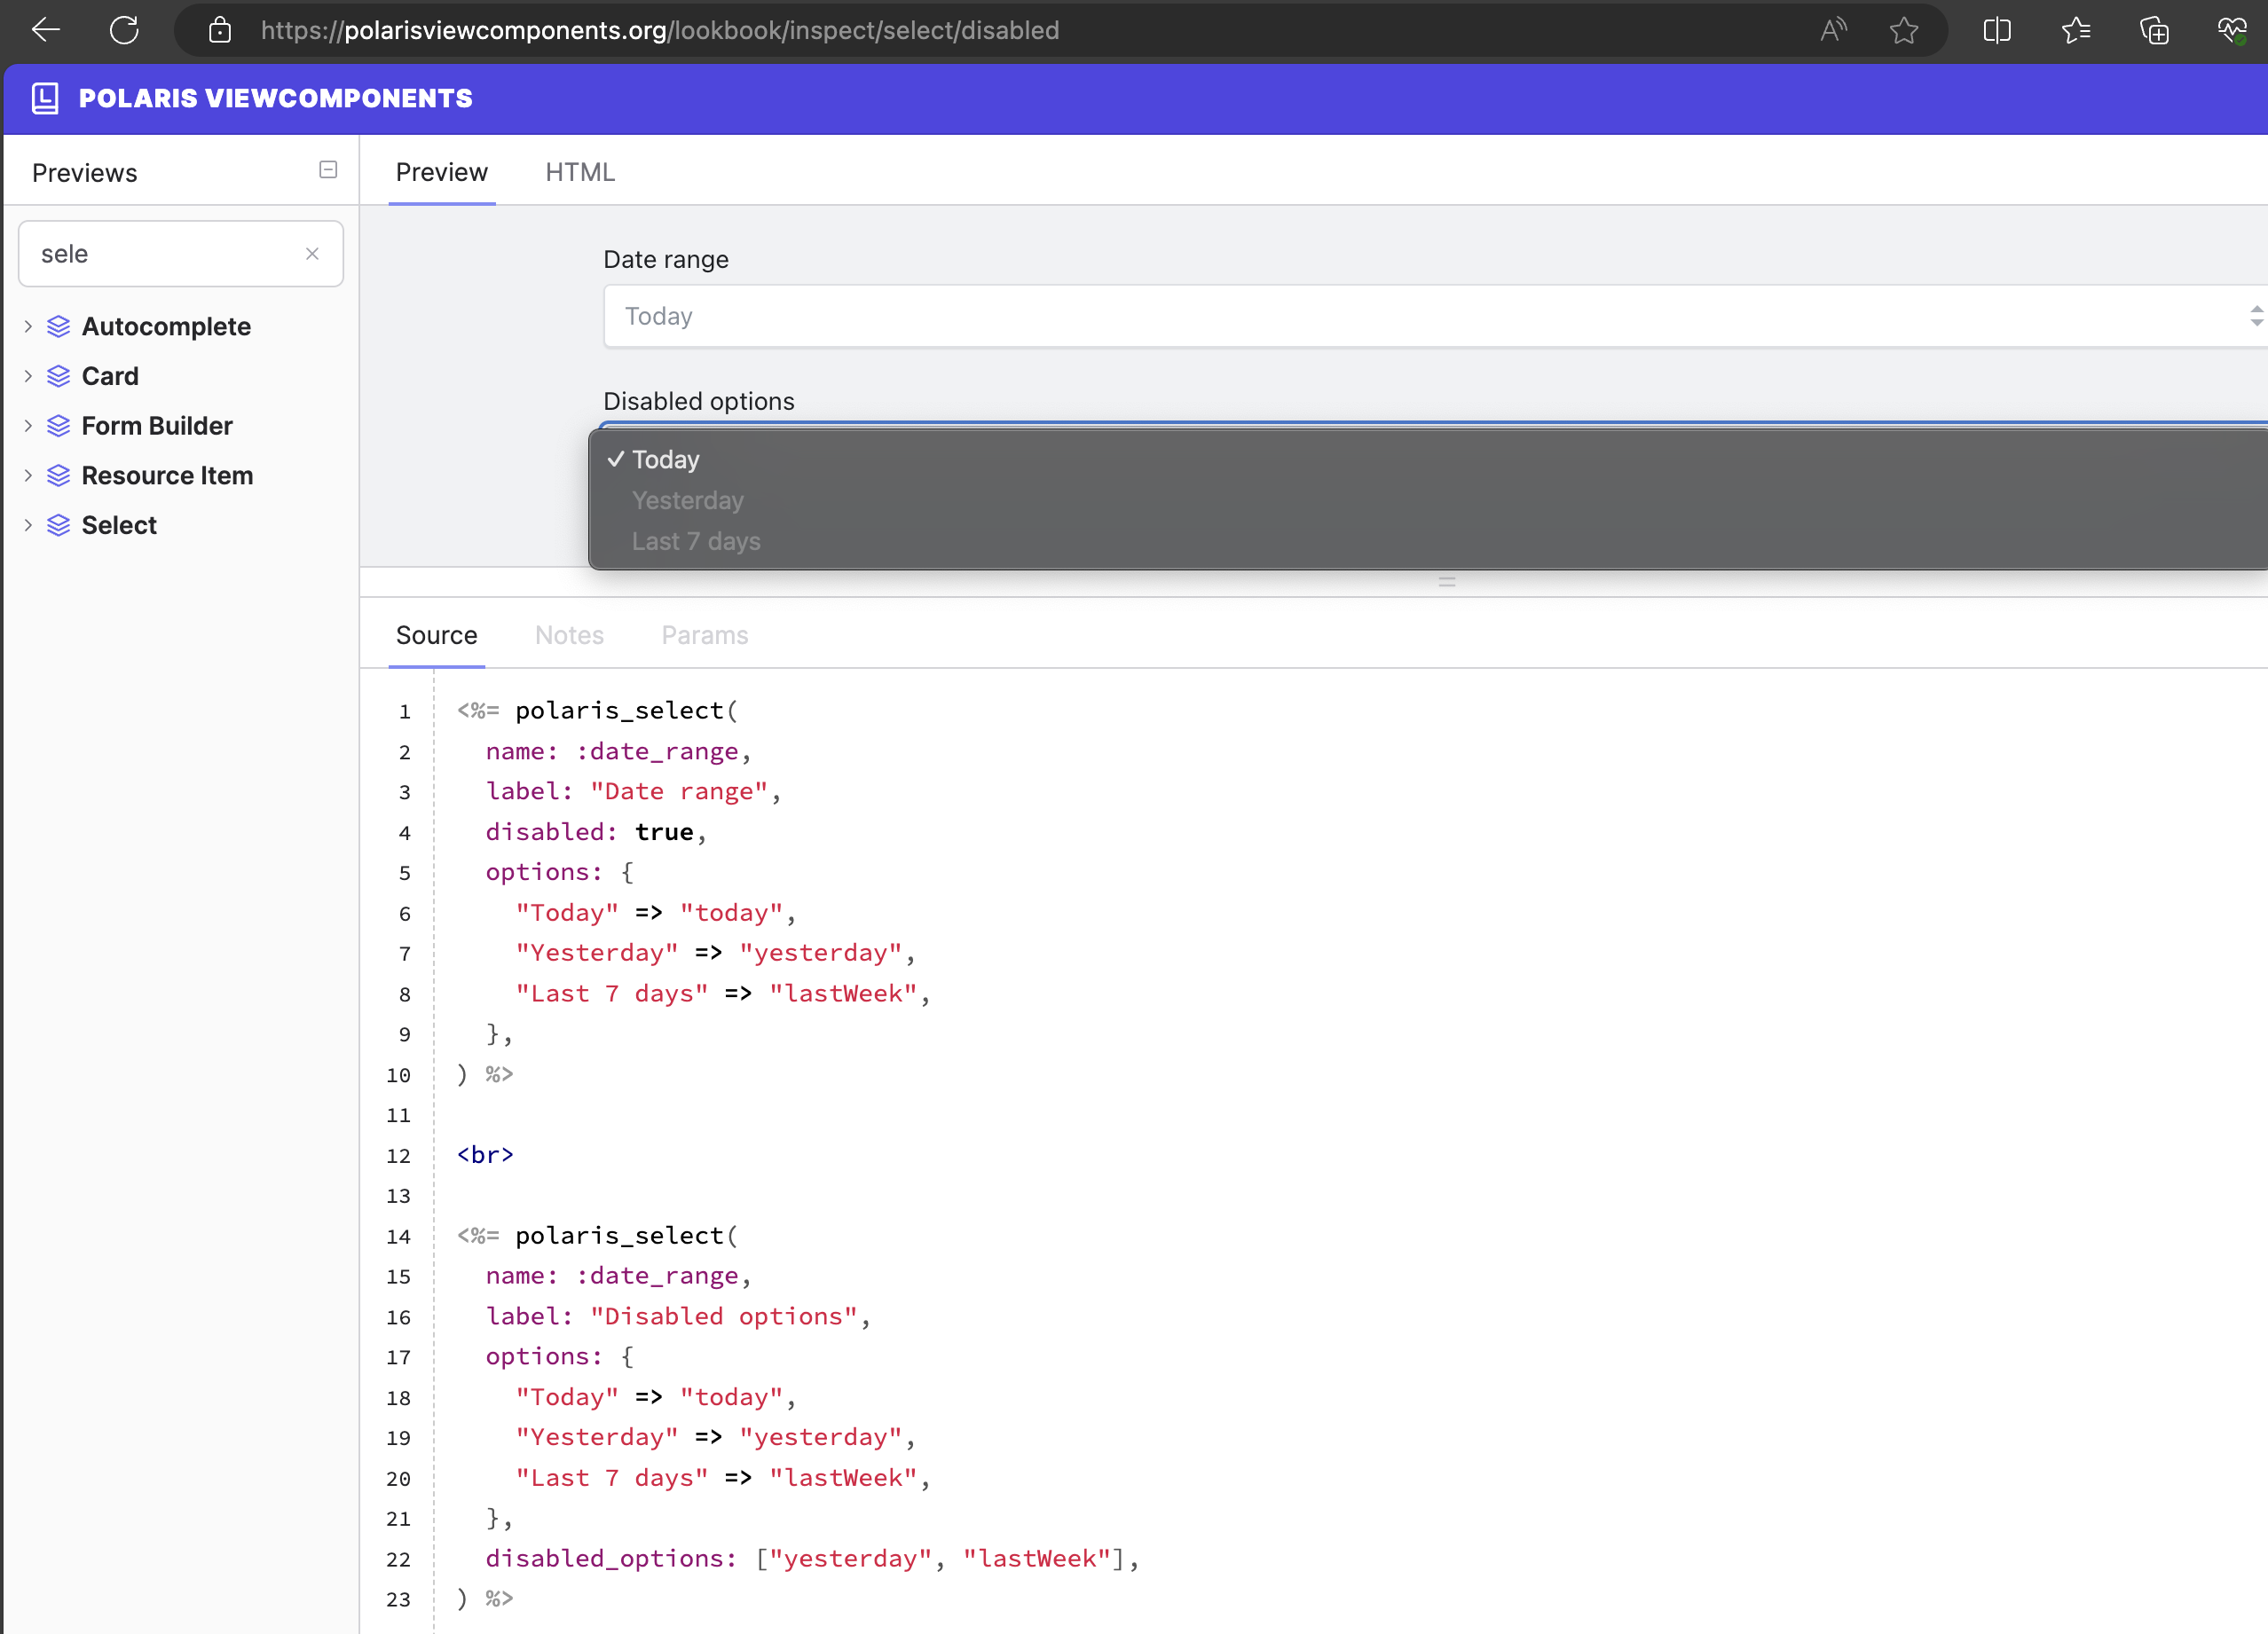 https://polarisviewcomponents.org/lookbook/inspect/select/disabled
POLARIS VIEWCOMPONENTS
Previews
Preview HTML
sele
Autocomplete
Card
Form Builder
Resource Item
Select
Date range
Today
Disabled options
✓ Today
Yesterday
Last 7 days
Source Notes Params
1 <%= polaris_select(
2   name: :date_range,
3   label: "Date range",
4   disabled: true,
5   options: {
6     "Today" => "today",
7     "Yesterday" => "yesterday",
8     "Last 7 days" => "lastWeek",
9   },
10 ) %>
11
12 <br>
13
14 <%= polaris_select(
15   name: :date_range,
16   label: "Disabled options",
17   options: {
18     "Today" => "today",
19     "Yesterday" => "yesterday",
20     "Last 7 days" => "lastWeek",
21   },
22   disabled_options: ["yesterday", "lastWeek"],
23 ) %>